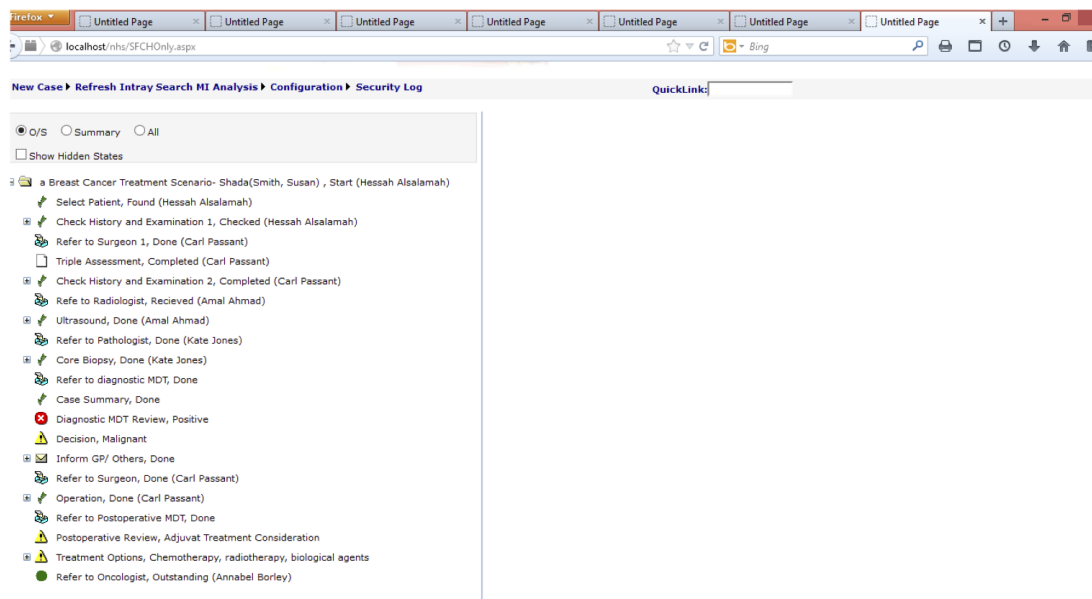 Firefox
Untitled Page
Untitled Page
Untitled Page
Untitled Page
Untitled Page
Untitled Page
Untitled Page
localhost/nhs/SFCHOnly.aspx
Bing
New Case Refresh Intray Search MI Analysis Configuration Security Log
QuickLink:
O/S Summary All
Show Hidden States
a Breast Cancer Treatment Scenario- Shada(Smith, Susan) , Start (Hessah Alsalamah)
Select Patient, Found (Hessah Alsalamah)
Check History and Examination 1, Checked (Hessah Alsalamah)
Refer to Surgeon 1, Done (Carl Passant)
Triple Assessment, Completed (Carl Passant)
Check History and Examination 2, Completed (Carl Passant)
Refe to Radiologist, Recieved (Amal Ahmad)
Ultrasound, Done (Amal Ahmad)
Refer to Pathologist, Done (Kate Jones)
Core Biopsy, Done (Kate Jones)
Refer to diagnostic MDT, Done
Case Summary, Done
Diagnostic MDT Review, Positive
Decision, Malignant
Inform GP/ Others, Done
Refer to Surgeon, Done (Carl Passant)
Operation, Done (Carl Passant)
Refer to Postoperative MDT, Done
Postoperative Review, Adjuvat Treatment Consideration
Treatment Options, Chemotherapy, radiotherapy, biological agents
Refer to Oncologist, Outstanding (Annabel Borley)